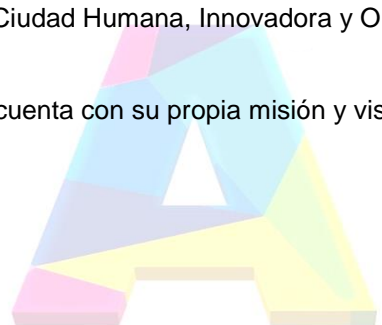 Ciudad Humana, Innovadora y O
cuenta con su propia misión y vis